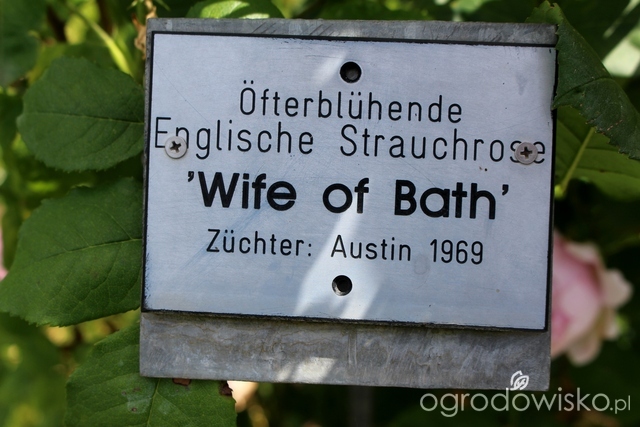 Öfterblühende
Englische Strauchrose
'Wife of Bath'
Züchter: Austin 1969
ogrodowisko.pl